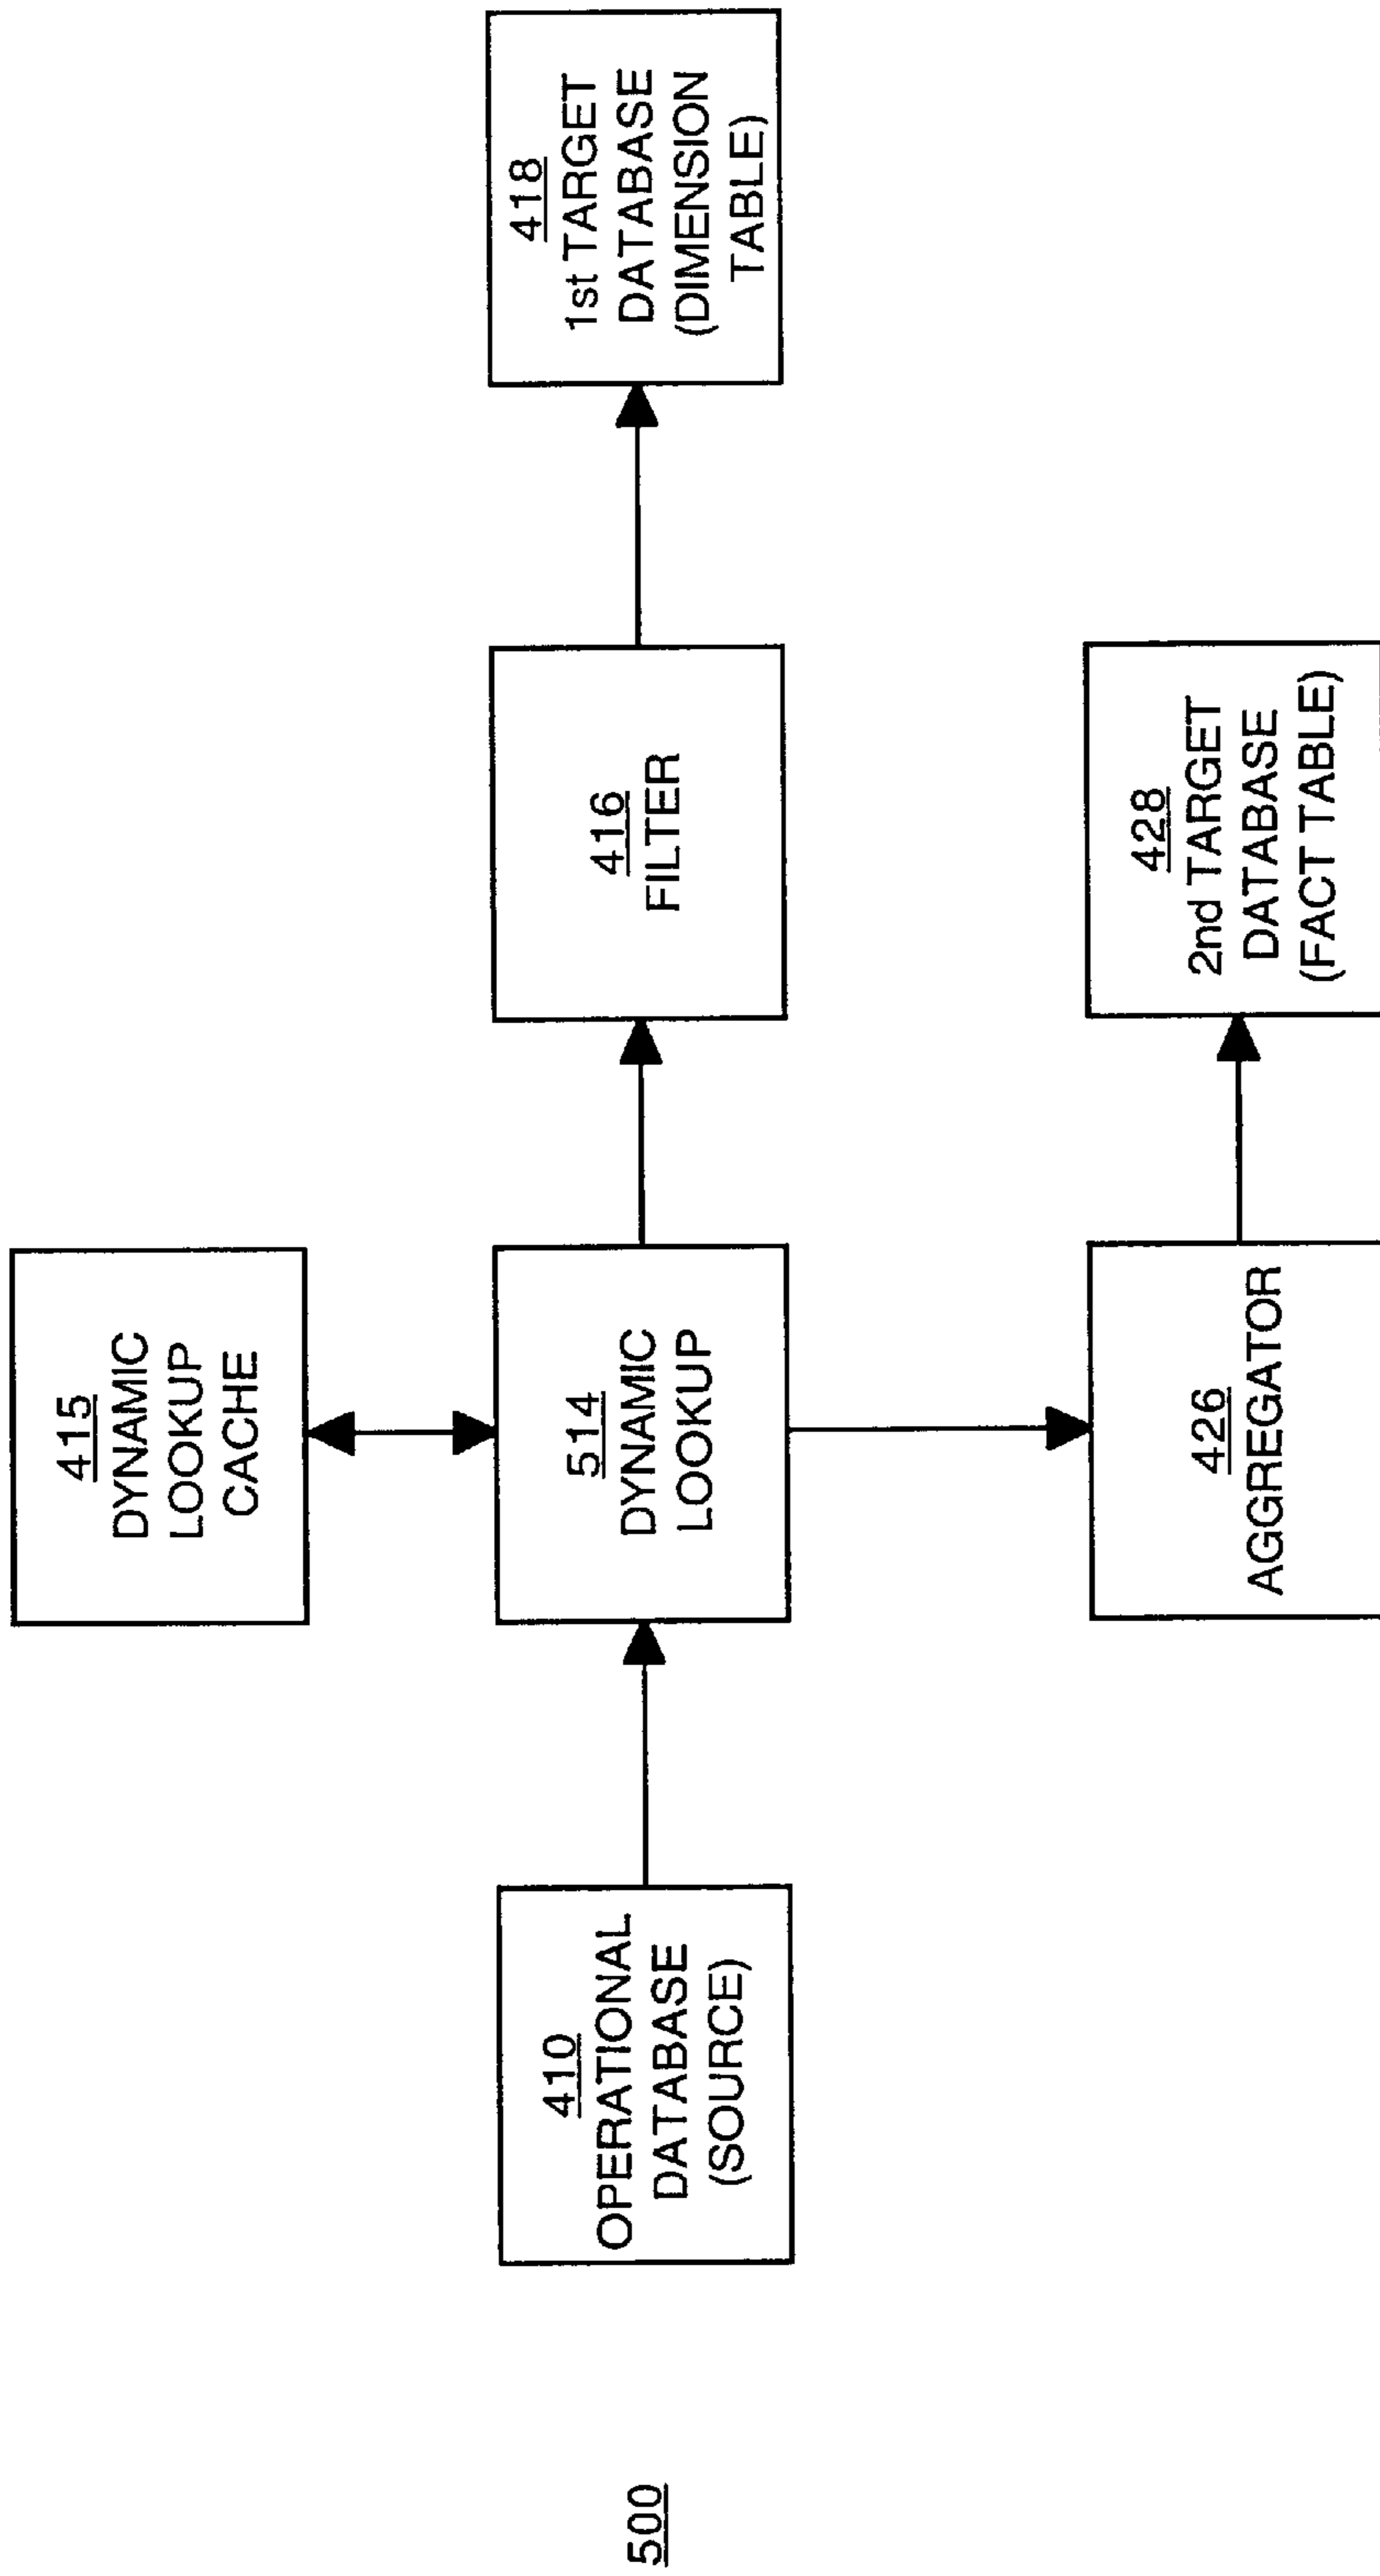 415
DYNAMIC
LOOKUP
CACHE
500
410
OPERATIONAL
DATABASE
(SOURCE)
514
DYNAMIC
LOOKUP
416
FILTER
418
1st TARGET
DATABASE
(DIMENSION
TABLE)
426
AGGREGATOR
428
2nd TARGET
DATABASE
(FACT TABLE)